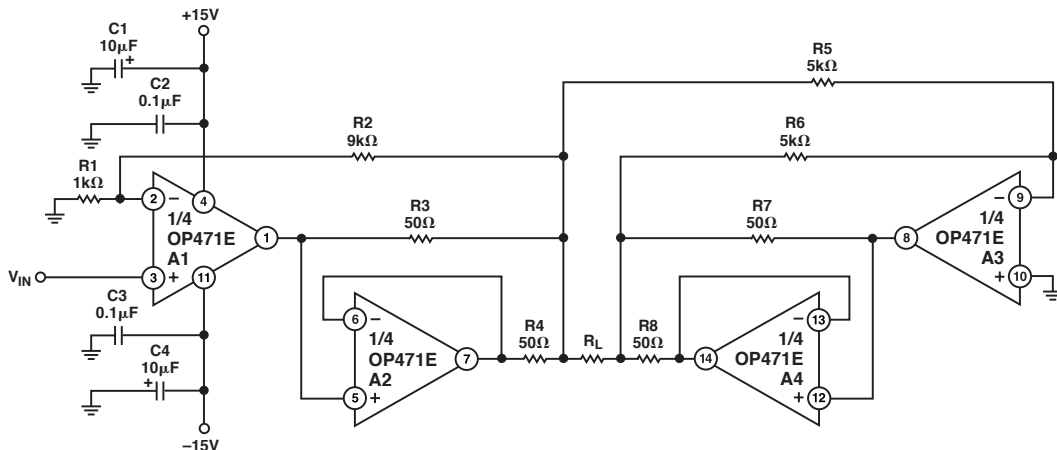 +15V
C1
10µF
+
C2
0.1µF
R5
5kΩ
R2
9kΩ
R6
5kΩ
R1
1kΩ
2
−
4
1/4
OP471E
A1
1
R3
50Ω
R7
50Ω
8
−
9
1/4
OP471E
A3
VIN
3
+
11
+
10
C3
0.1µF
C4
10µF
+
−15V
6
−
1/4
OP471E
A2
7
5
+
R4
50Ω
RL
R8
50Ω
14
−
13
1/4
OP471E
A4
+
12